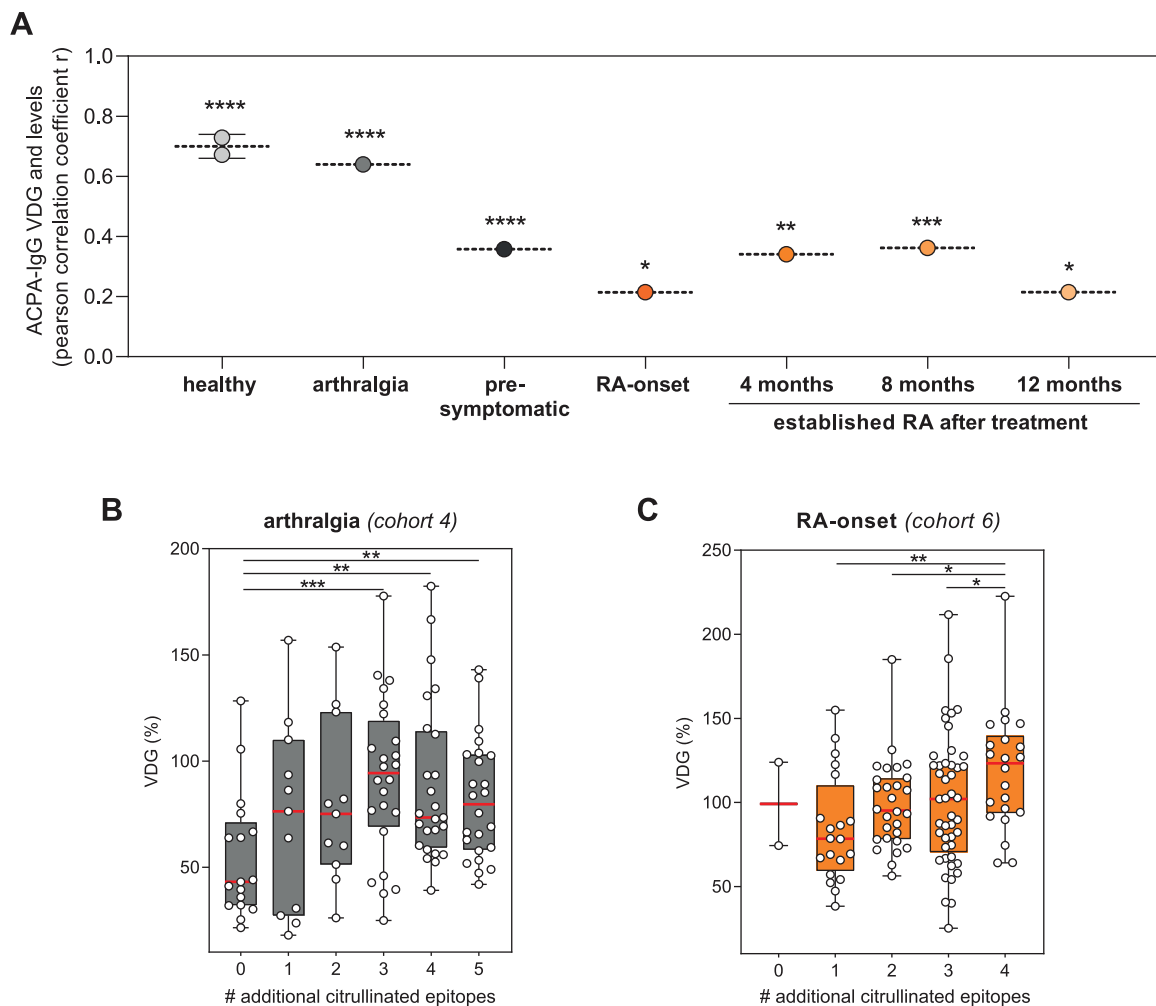 A
ACPA-IgG VDG and levels
(pearson correlation coefficient r)
1.0
0.8
0.6
0.4
0.2
0.0
****
****
****
*
**
***
*
healthy
arthralgia
pre-
symptomatic
RA-onset
4 months
8 months
12 months
established RA after treatment
B
arthralgia (cohort 4)
VDG (%)
200
150
100
50
**
**
***
0 1 2 3 4 5
# additional citrullinated epitopes
C
RA-onset (cohort 6)
VDG (%)
250
200
150
100
50
**
*
*
0 1 2 3 4
# additional citrullinated epitopes